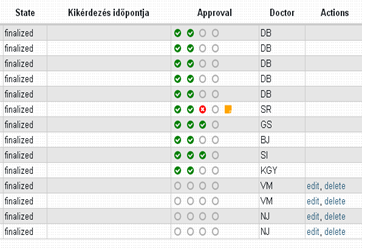 State Kikérdezés időpontja Approval Doctor Actions
finalized DB
finalized DB
finalized DB
finalized DB
finalized DB
finalized SR
finalized GS
finalized BJ
finalized SI
finalized KGY
finalized VM edit, delete
finalized VM edit, delete
finalized NJ edit, delete
finalized NJ edit, delete